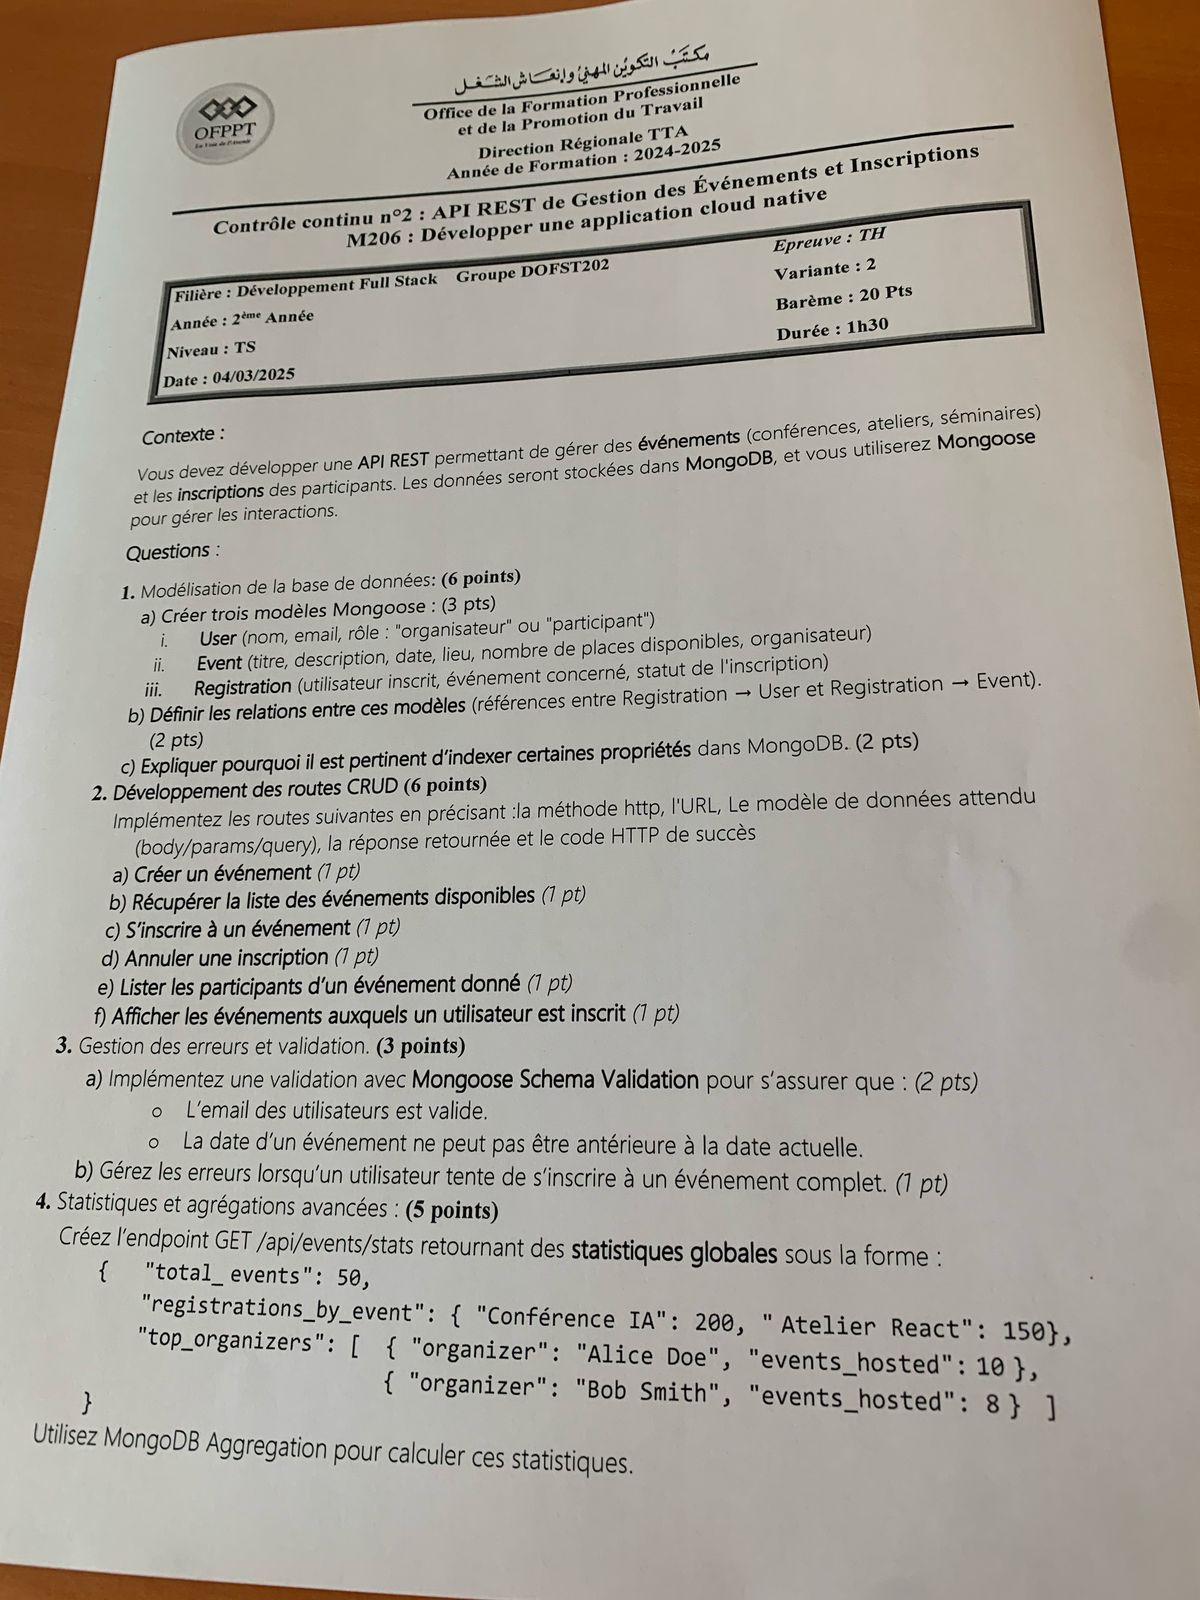 مكتب التكوين المهني وإنعاش الشغل
OFPPT
La Voie de l'Avenir
Office de la Formation Professionnelle
et de la Promotion du Travail
Direction Régionale TTA
Année de Formation : 2024-2025
Contrôle continu n°2 : API REST de Gestion des Événements et Inscriptions
M206 : Développer une application cloud native
Filière : Développement Full Stack Groupe DOFST202
Epreuve : TH
Année : 2ème Année
Variante : 2
Niveau : TS
Barème : 20 Pts
Date : 04/03/2025
Durée : 1h30
Contexte :
Vous devez développer une API REST permettant de gérer des événements (conférences, ateliers, séminaires)
et les inscriptions des participants. Les données seront stockées dans MongoDB, et vous utiliserez Mongoose
pour gérer les interactions.
Questions :
1. Modélisation de la base de données: (6 points)
a) Créer trois modèles Mongoose : (3 pts)
i. User (nom, email, rôle : "organisateur" ou "participant")
ii. Event (titre, description, date, lieu, nombre de places disponibles, organisateur)
iii. Registration (utilisateur inscrit, événement concerné, statut de l'inscription)
b) Définir les relations entre ces modèles (références entre Registration → User et Registration → Event).
(2 pts)
c) Expliquer pourquoi il est pertinent d'indexer certaines propriétés dans MongoDB. (2 pts)
2. Développement des routes CRUD (6 points)
Implémentez les routes suivantes en précisant :la méthode http, l'URL, Le modèle de données attendu
(body/params/query), la réponse retournée et le code HTTP de succès
a) Créer un événement (1 pt)
b) Récupérer la liste des événements disponibles (1 pt)
c) S'inscrire à un événement (1 pt)
d) Annuler une inscription (1 pt)
e) Lister les participants d'un événement donné (1 pt)
f) Afficher les événements auxquels un utilisateur est inscrit (1 pt)
3. Gestion des erreurs et validation. (3 points)
a) Implémentez une validation avec Mongoose Schema Validation pour s'assurer que : (2 pts)
o L'email des utilisateurs est valide.
o La date d'un événement ne peut pas être antérieure à la date actuelle.
b) Gérez les erreurs lorsqu'un utilisateur tente de s'inscrire à un événement complet. (1 pt)
4. Statistiques et agrégations avancées : (5 points)
Créez l'endpoint GET /api/events/stats retournant des statistiques globales sous la forme :
{ "total_ events": 50,
"registrations_by_event": { "Conférence IA": 200, " Atelier React": 150},
"top_organizers": [ { "organizer": "Alice Doe", "events_hosted": 10 },
{ "organizer": "Bob Smith", "events_hosted": 8 } ]
}
Utilisez MongoDB Aggregation pour calculer ces statistiques.